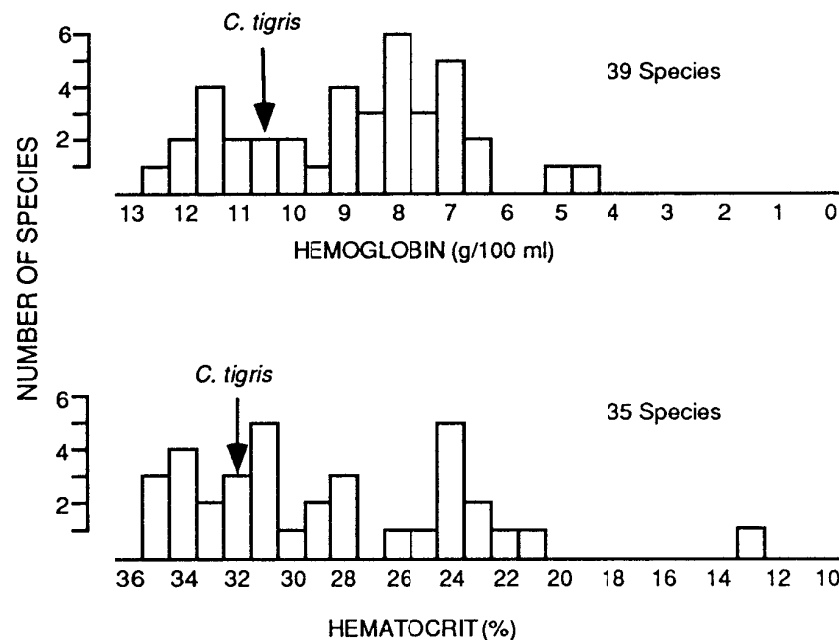 C. tigris
6
4
2
39 Species
13 12 11 10 9 8 7 6 5 4 3 2 1 0
HEMOGLOBIN (g/100 ml)
NUMBER OF SPECIES
C. tigris
6
4
2
35 Species
36 34 32 30 28 26 24 22 20 18 16 14 12 10
HEMATOCRIT (%)